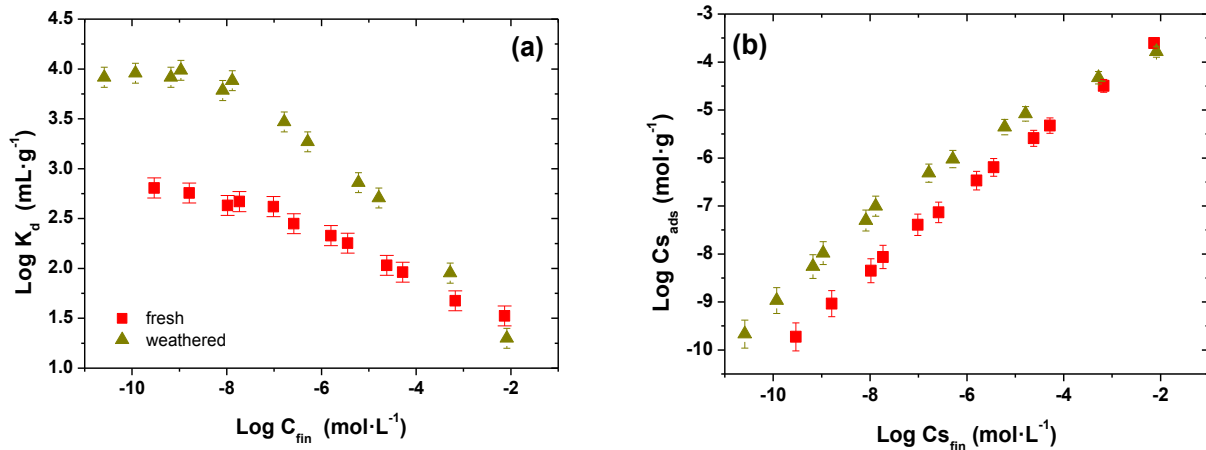 (a)
4.5
4.0
3.5
3.0
2.5
2.0
1.5
1.0
Log K_d (mL·g⁻¹)
fresh
weathered
-10 -8 -6 -4 -2
Log C_fin (mol·L⁻¹)
(b)
-3
-4
-5
-6
-7
-8
-9
-10
Log Cs_ads (mol·g⁻¹)
-10 -8 -6 -4 -2
Log Cs_fin (mol·L⁻¹)